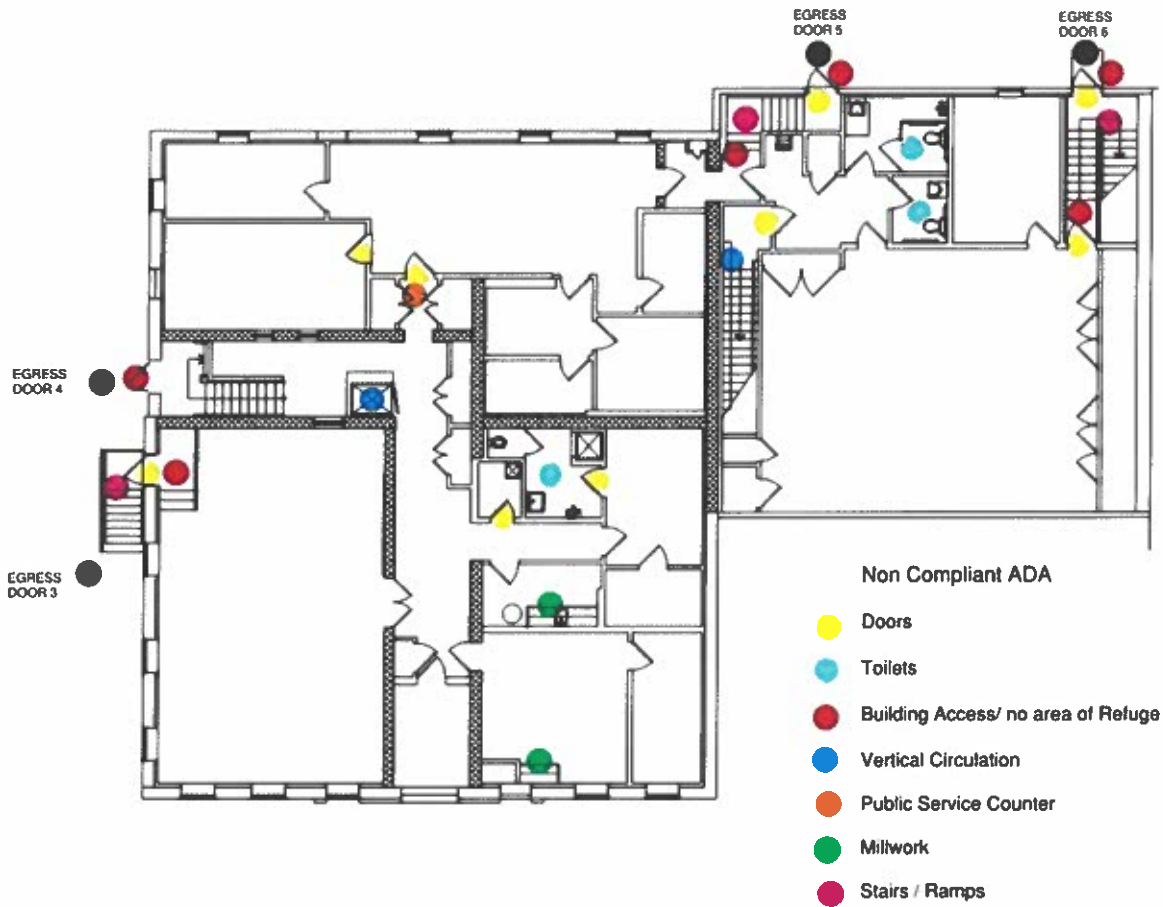 EGRESS
DOOR 5
EGRESS
DOOR 6
EGRESS
DOOR 4
EGRESS
DOOR 3
Non Compliant ADA
Doors
Toilets
Building Access/ no area of Refuge
Vertical Circulation
Public Service Counter
Millwork
Stairs / Ramps